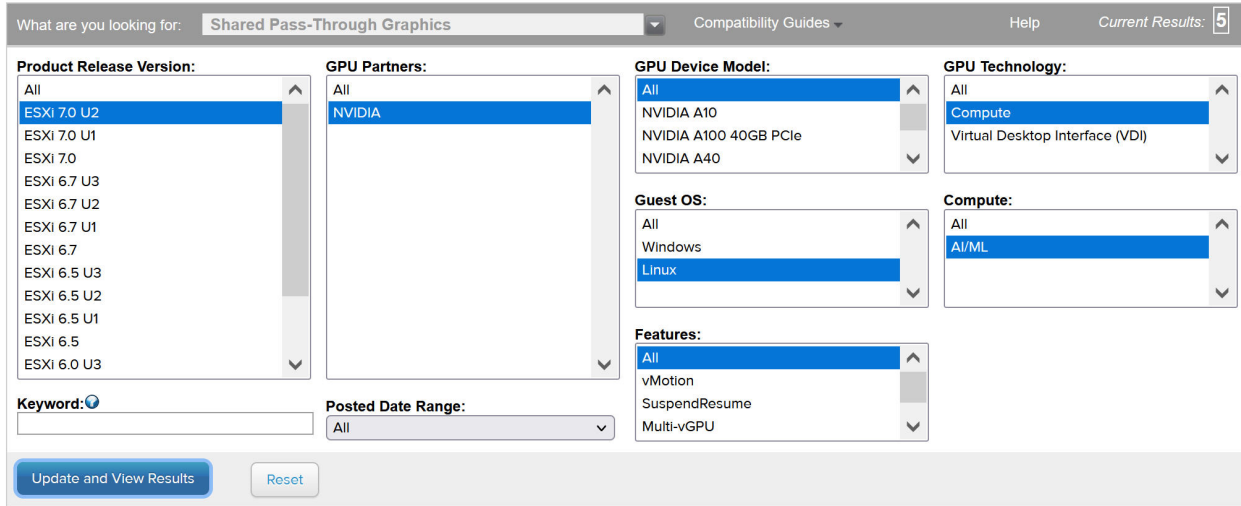 What are you looking for: Shared Pass-Through Graphics Compatibility Guides Help Current Results: 5
Product Release Version:
All
ESXi 7.0 U2
ESXi 7.0 U1
ESXi 7.0
ESXi 6.7 U3
ESXi 6.7 U2
ESXi 6.7 U1
ESXi 6.7
ESXi 6.5 U3
ESXi 6.5 U2
ESXi 6.5 U1
ESXi 6.5
ESXi 6.0 U3
Keyword:
GPU Partners:
All
NVIDIA
Posted Date Range:
All
GPU Device Model:
All
NVIDIA A10
NVIDIA A100 40GB PCIe
NVIDIA A40
Guest OS:
All
Windows
Linux
Features:
All
vMotion
SuspendResume
Multi-vGPU
GPU Technology:
All
Compute
Virtual Desktop Interface (VDI)
Compute:
All
AI/ML
Update and View Results
Reset